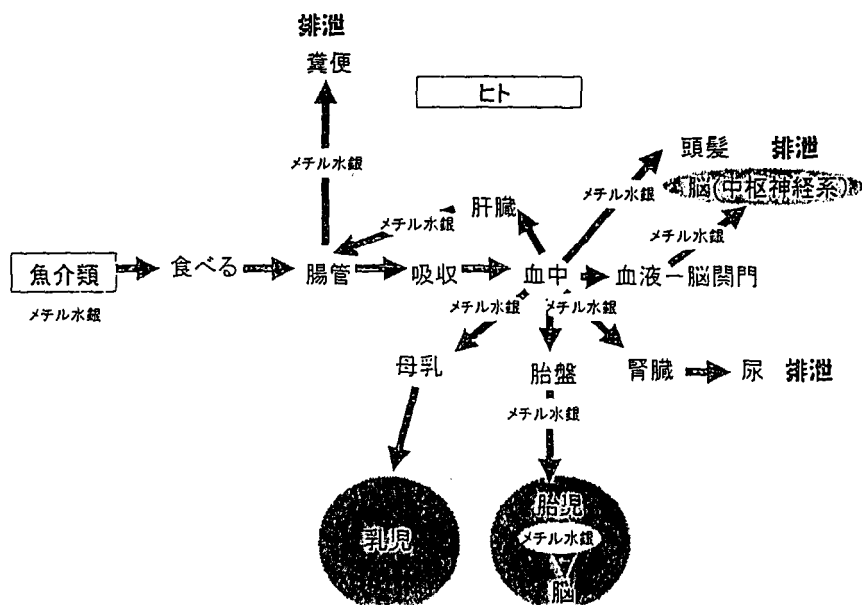 排泄
糞便
ヒト
メチル水銀
頭髪 排泄
メチル水銀
脳(中枢神経系)
肝臓
メチル水銀
メチル水銀
魚介類
食べる
腸管
吸収
血中
血液ー脳関門
メチル水銀
メチル水銀
メチル水銀
母乳
胎盤
腎臓
尿
排泄
メチル水銀
胎児
乳児
メチル水銀
脳